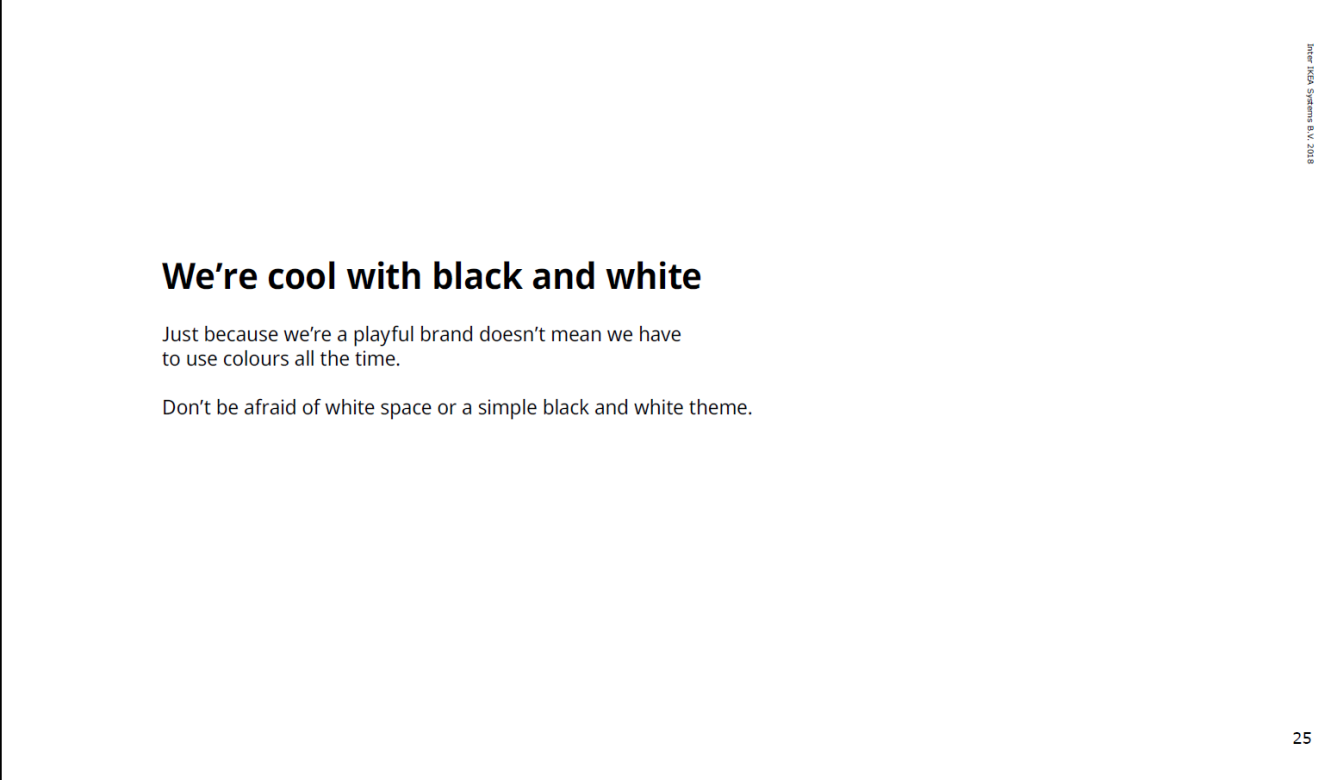 Inter IKEA Systems B.V. 2018
We’re cool with black and white
Just because we’re a playful brand doesn’t mean we have
to use colours all the time.
Don’t be afraid of white space or a simple black and white theme.
25